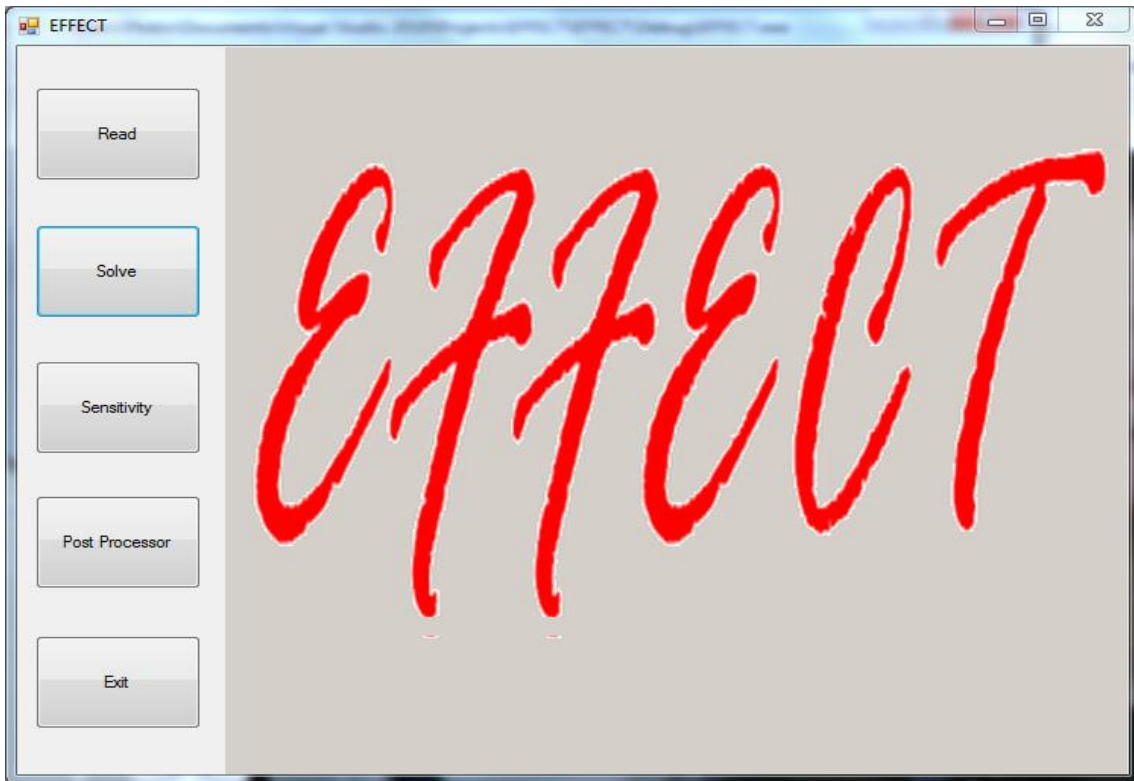 EFFECT
Read
Solve
Sensitivity
Post Processor
Exit
EFFECT